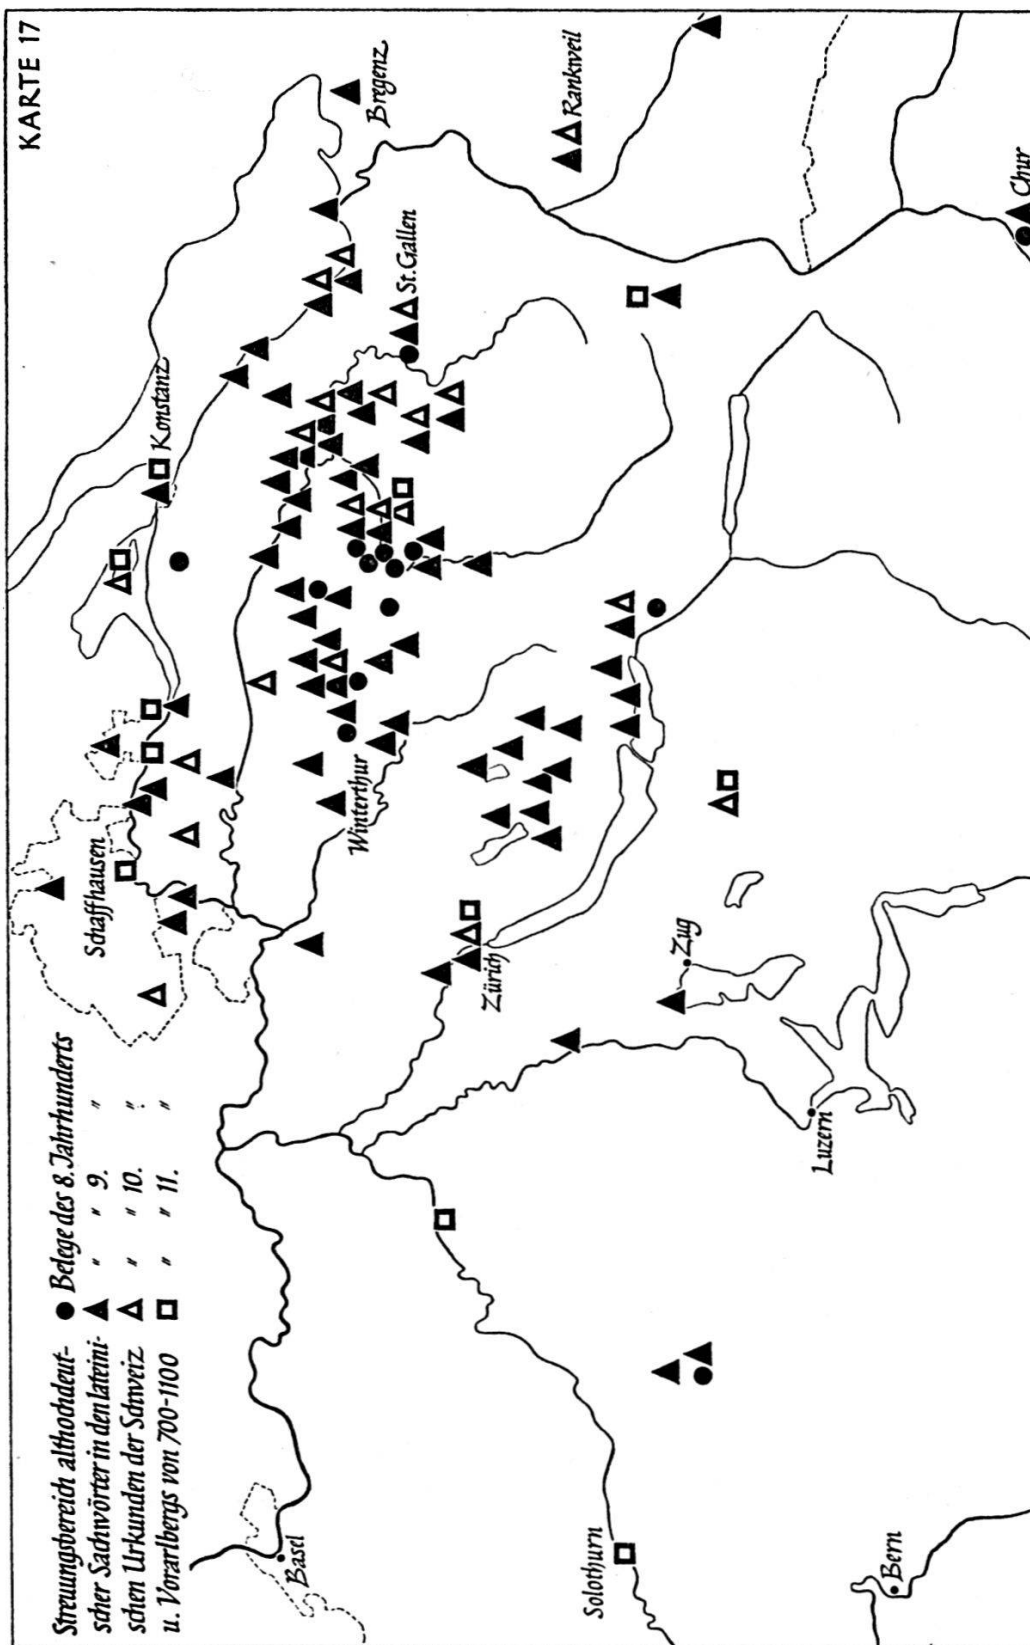 KARTE 17
Streuungsbereich althochdeut-
scher Sachwörter in den lateini-
schen Urkunden der Schweiz
u. Vorarlbergs von 700-1100
Belege des 8. Jahrhunderts
" " 9. "
" " 10. "
" " 11. "
Schaffhausen
Konstanz
Bregenz
Basel
Winterthur
St.Gallen
Zürich
Rankweil
Solothurn
Zug
Luzern
Bern
Chur